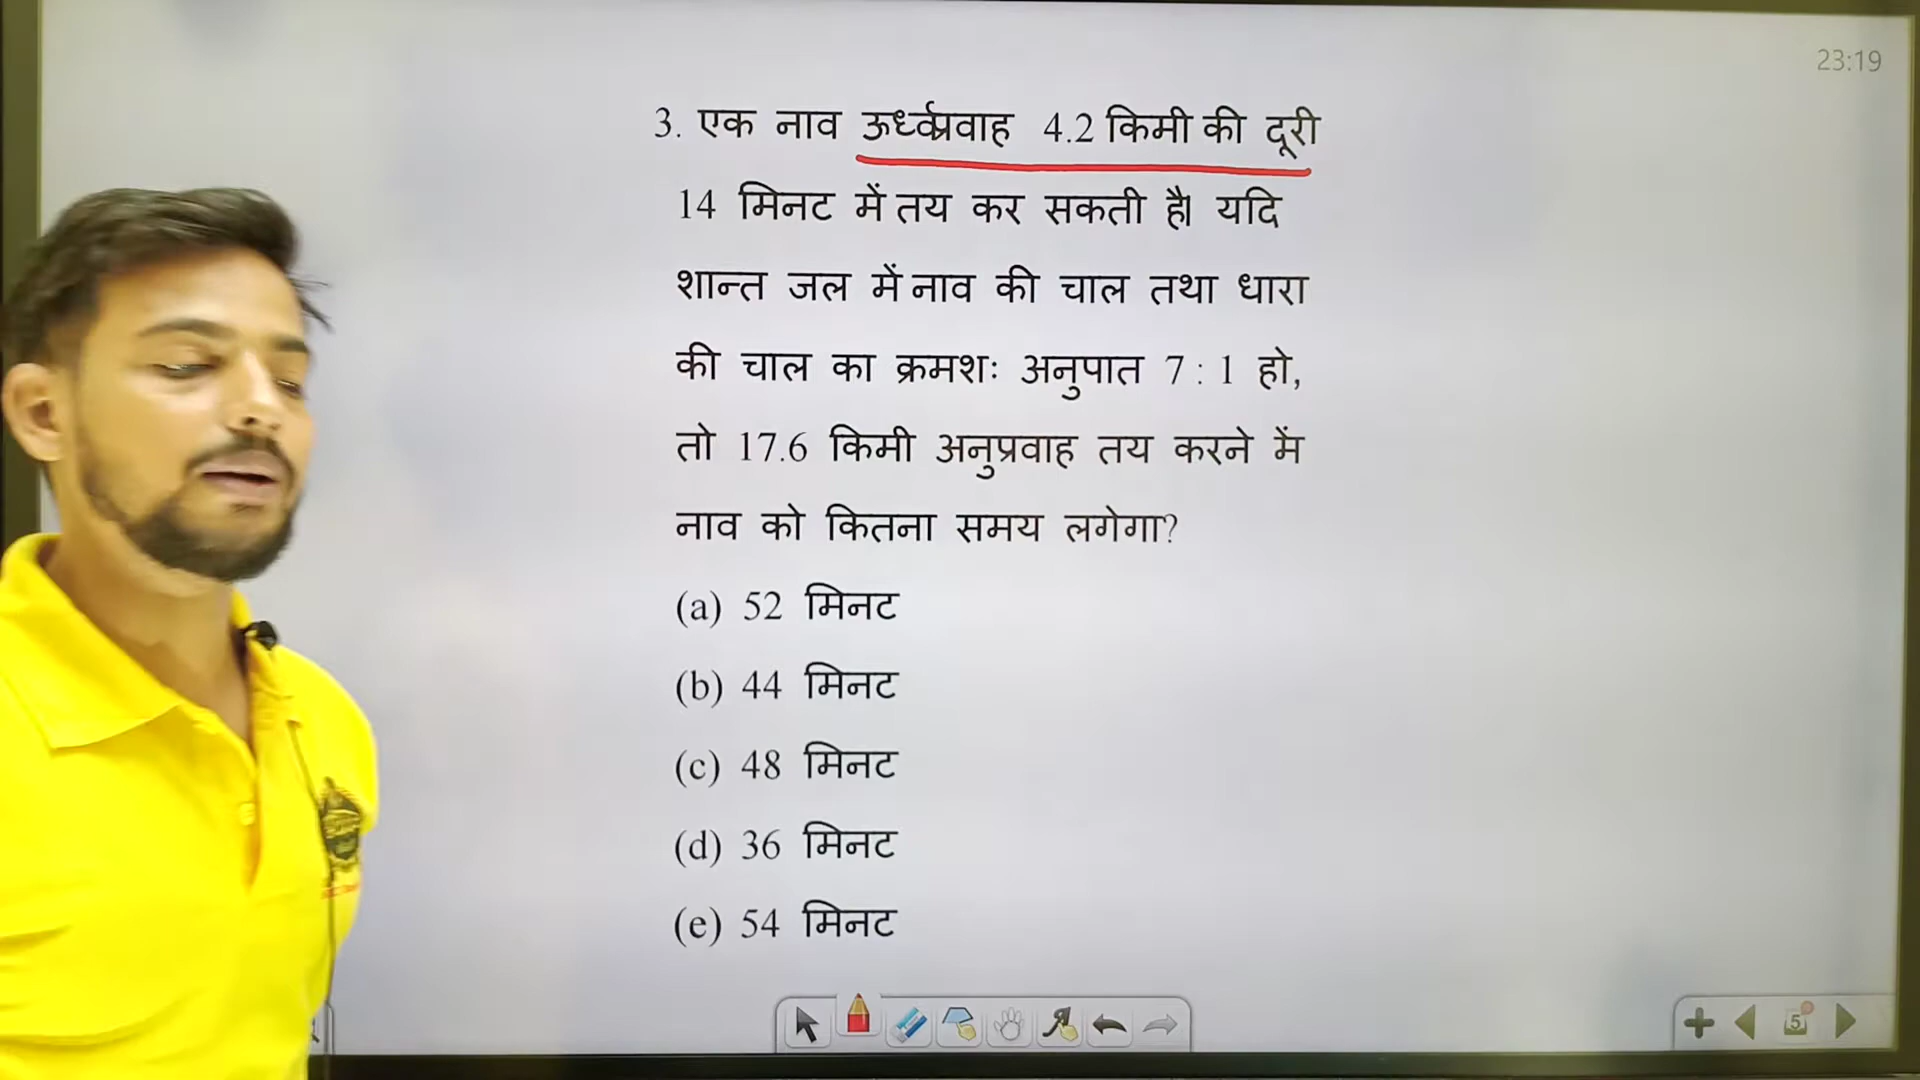 23:19
3. एक नाव ऊर्ध्वप्रवाह 4.2 किमी की दूरी
14 मिनट में तय कर सकती है। यदि
शान्त जल में नाव की चाल तथा धारा
की चाल का क्रमशः अनुपात 7 : 1 हो,
तो 17.6 किमी अनुप्रवाह तय करने में
नाव को कितना समय लगेगा?
(a) 52 मिनट
(b) 44 मिनट
(c) 48 मिनट
(d) 36 मिनट
(e) 54 मिनट
5